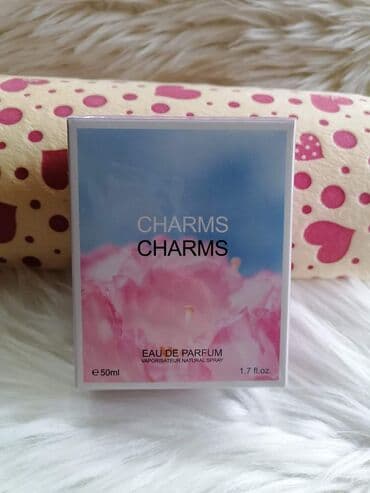 CHARMS
CHARMS
EAU DE PARFUM
VAPORISATEUR NATURAL SPRAY
℮50ml
1.7 fl.oz.